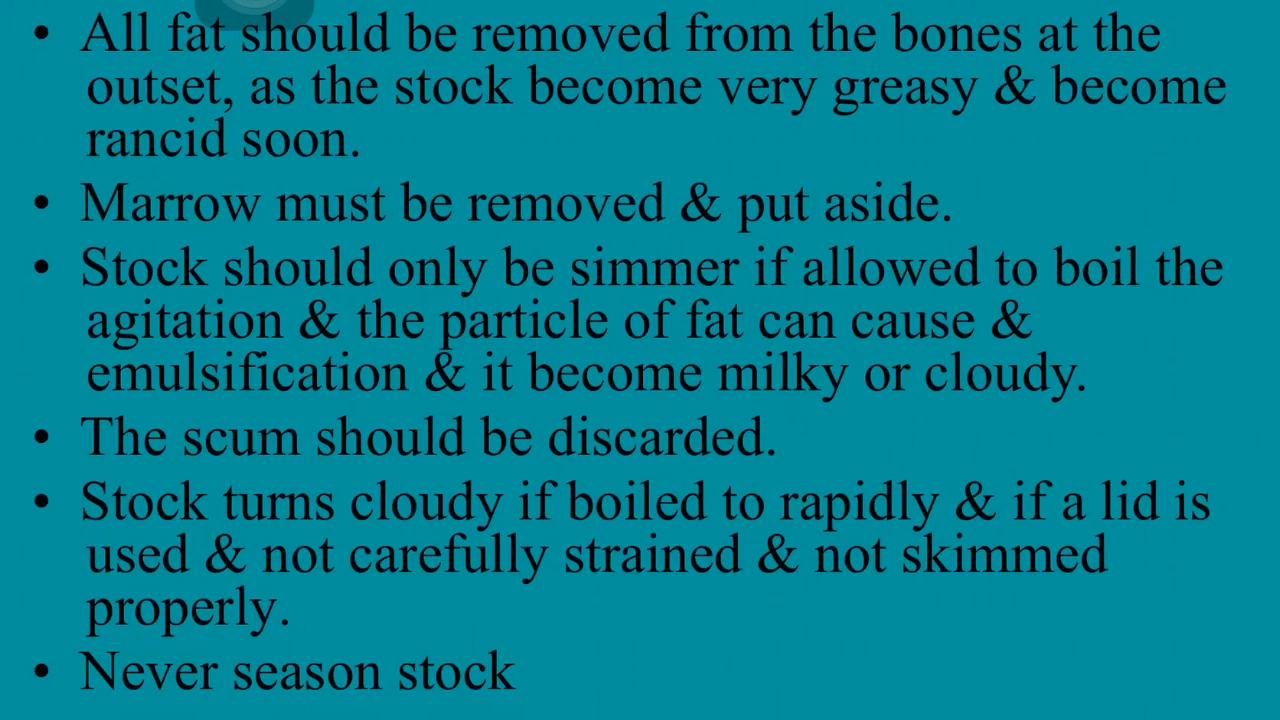 • All fat should be removed from the bones at the
outset, as the stock become very greasy & become
rancid soon.
• Marrow must be removed & put aside.
• Stock should only be simmer if allowed to boil the
agitation & the particle of fat can cause &
emulsification & it become milky or cloudy.
• The scum should be discarded.
• Stock turns cloudy if boiled to rapidly & if a lid is
used & not carefully strained & not skimmed
properly.
• Never season stock